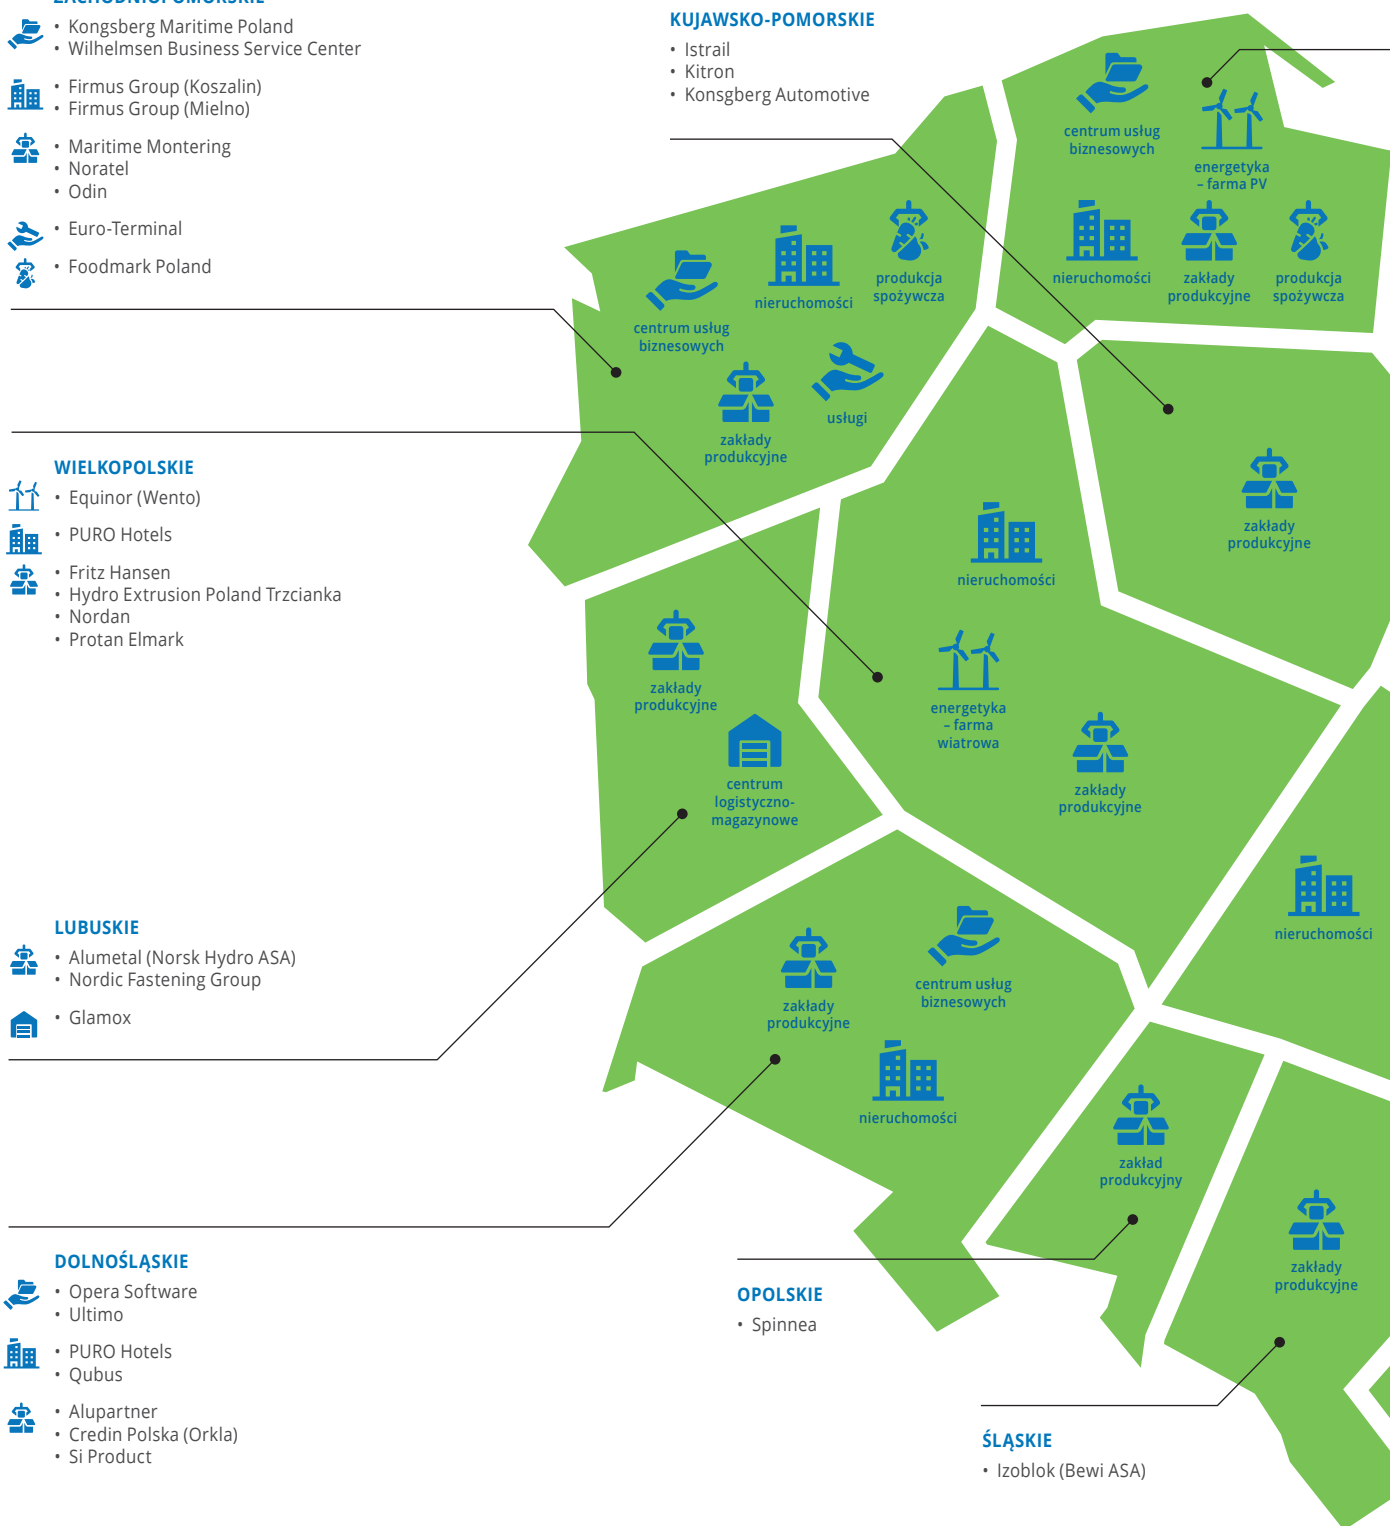 ZACHODNIOPOMORSKIE
• Kongsberg Maritime Poland
• Wilhelmsen Business Service Center
• Firmus Group (Koszalin)
• Firmus Group (Mielno)
• Maritime Montering
• Noratel
• Odin
• Euro-Terminal
• Foodmark Poland
KUJAWSKO-POMORSKIE
• Istrail
• Kitron
• Konsgberg Automotive
centrum usług
biznesowych
energetyka
– farma PV
nieruchomości
zakłady
produkcyjne
produkcja
spożywcza
produkcja
spożywcza
nieruchomości
centrum usług
biznesowych
usługi
zakłady
produkcyjne
WIELKOPOLSKIE
• Equinor (Wento)
• PURO Hotels
• Fritz Hansen
• Hydro Extrusion Poland Trzcianka
• Nordan
• Protan Elmark
zakłady
produkcyjne
nieruchomości
energetyka
– farma
wiatrowa
zakłady
produkcyjne
zakłady
produkcyjne
centrum
logistyczno-
magazynowe
nieruchomości
LUBUSKIE
• Alumetal (Norsk Hydro ASA)
• Nordic Fastening Group
• Glamox
zakłady
produkcyjne
centrum usług
biznesowych
nieruchomości
zakład
produkcyjny
zakłady
produkcyjne
DOLNOŚLĄSKIE
• Opera Software
• Ultimo
• PURO Hotels
• Qubus
• Alupartner
• Credin Polska (Orkla)
• Si Product
OPOLSKIE
• Spinnea
ŚLĄSKIE
• Izoblok (Bewi ASA)